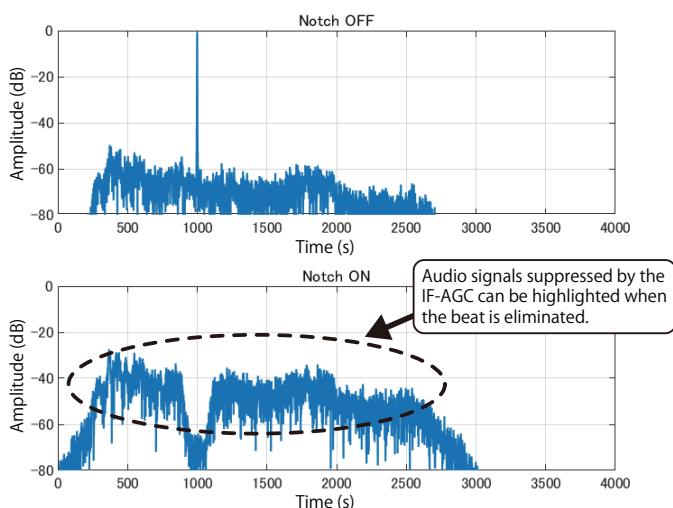 Notch OFF
Amplitude (dB)
0
−20
−40
−60
−80
0 500 1000 1500 2000 2500 3000 3500 4000
Time (s)
Notch ON
Audio signals suppressed by the
IF-AGC can be highlighted when
the beat is eliminated.
Amplitude (dB)
0
−20
−40
−60
−80
0 500 1000 1500 2000 2500 3000 3500 4000
Time (s)